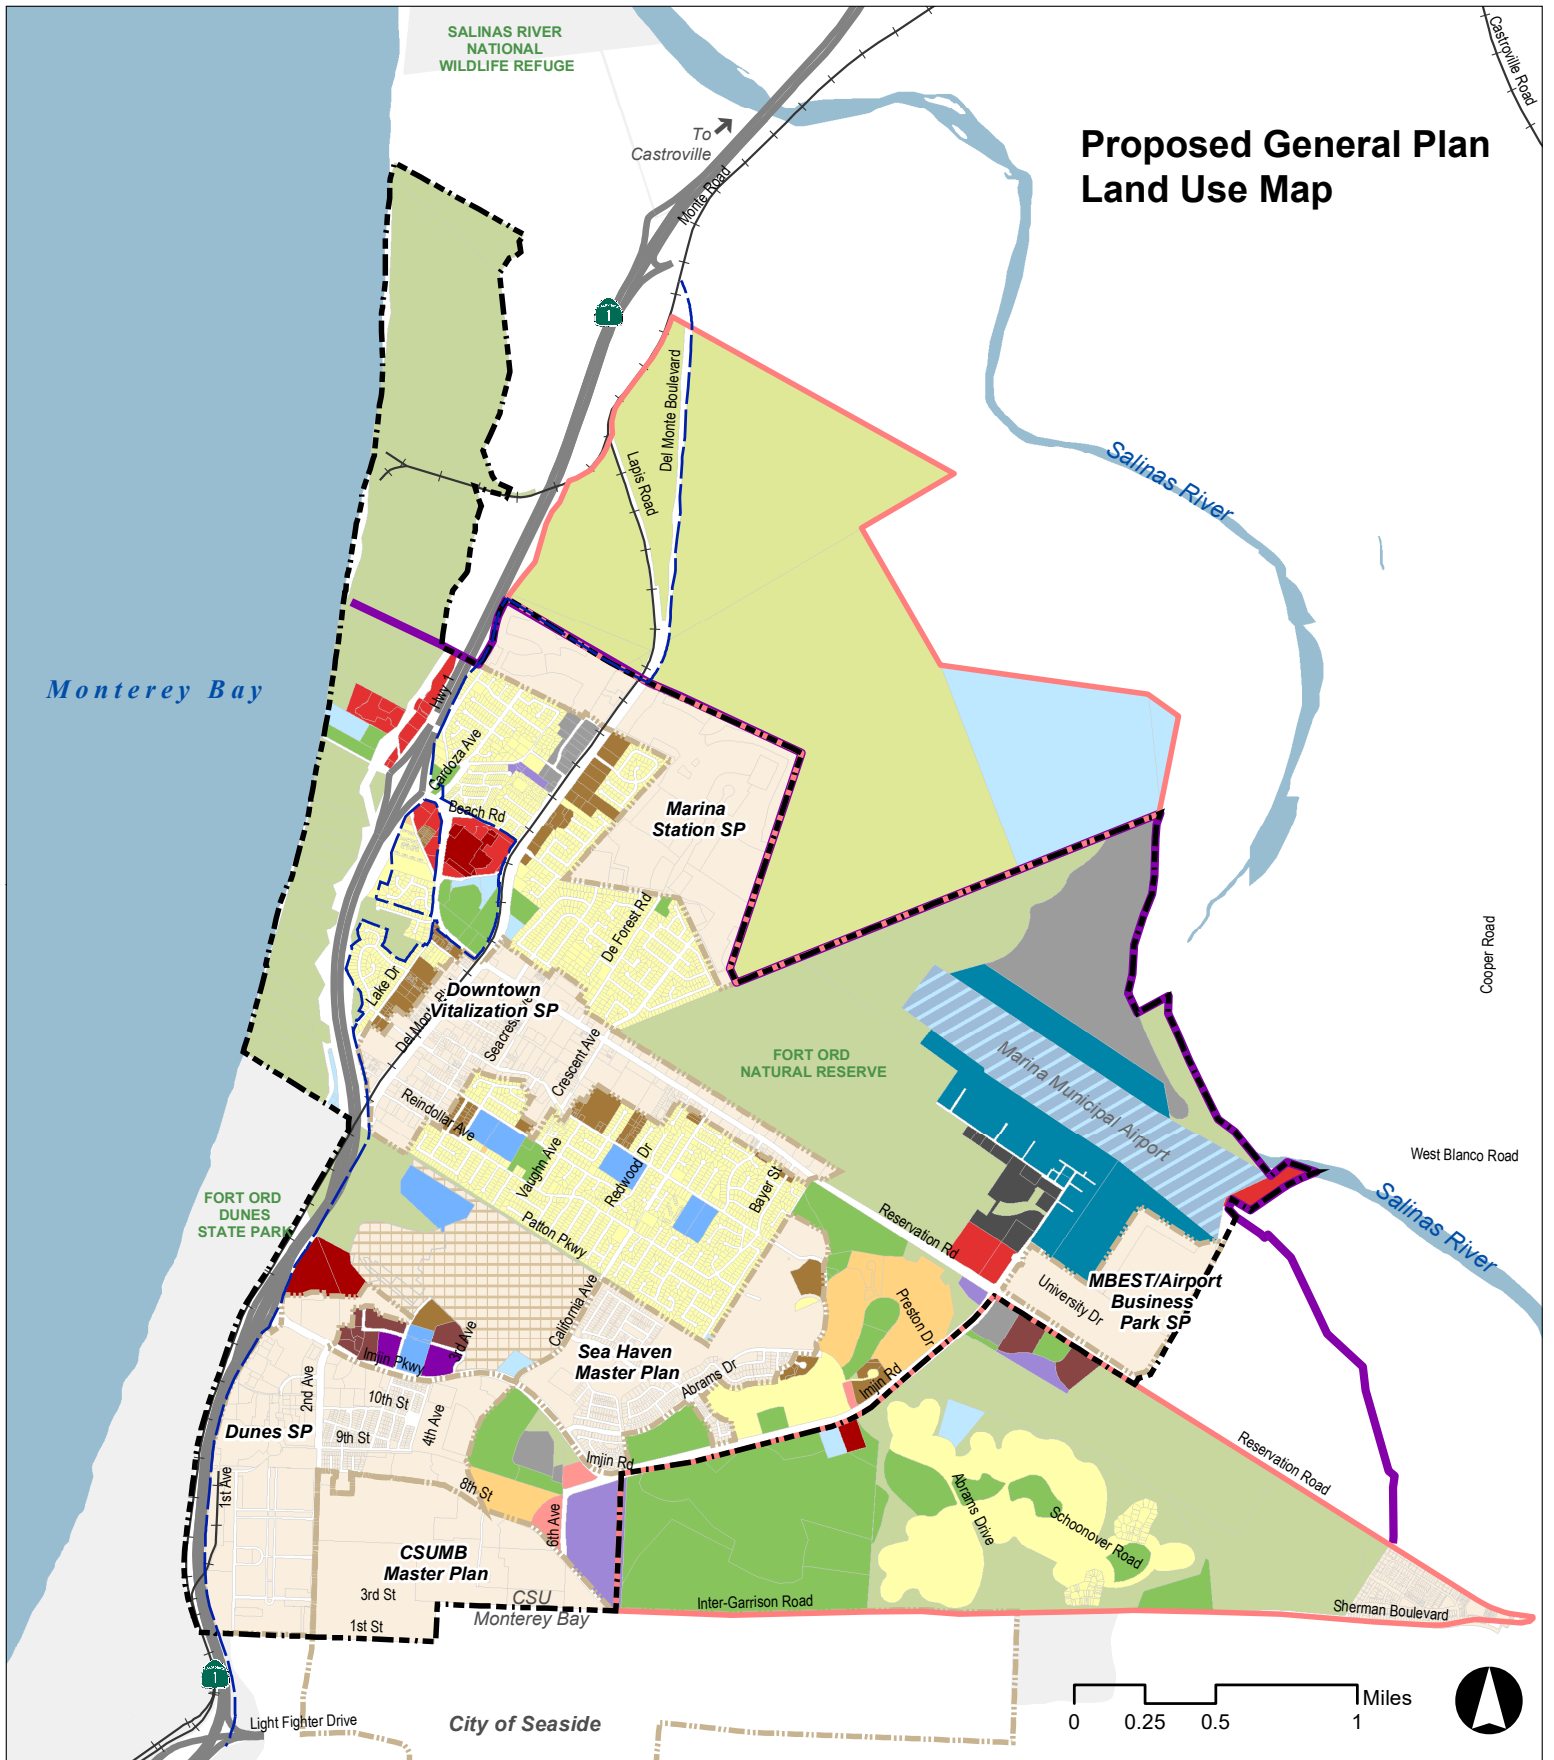 SALINAS RIVER
NATIONAL
WILDLIFE REFUGE
Castroville Road
To
Castroville
Proposed General Plan
Land Use Map
Monte Road
1
Del Monte Boulevard
Lapis Road
Salinas River
Monterey Bay
Hwy 1
Cardoza Ave
Beach Rd
Marina
Station SP
De Forest Rd
Cooper Road
Lake Dr
Downtown
Vitalization SP
Del Monte
Seacrest Ave
Crescent Ave
FORT ORD
NATURAL RESERVE
Marina Municipal Airport
Reindollar Ave
West Blanco Road
Vaughn Ave
Redwood Dr
Bayer St
FORT ORD
DUNES
STATE PARK
Patton Pkwy
Reservation Rd
Salinas River
MBEST/Airport
Business
Park SP
University Dr
Preston Dr
California Ave
3rd Ave
Imjin Pkwy
Sea Haven
Master Plan
Abrams Dr
Imjin Rd
2nd Ave
10th St
4th Ave
Dunes SP
9th St
Imjin Rd
Reservation Road
1st Ave
8th St
6th Ave
Abrams Drive
Schoonover Road
CSUMB
Master Plan
3rd St
CSU
Monterey Bay
1st St
Inter-Garrison Road
Sherman Boulevard
1
Light Fighter Drive
City of Seaside
Miles
0 0.25 0.5 1